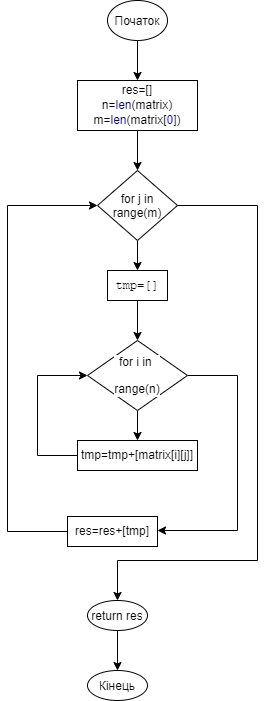 Початок
res=[]
n=len(matrix)
m=len(matrix[0])
for j in
range(m)
tmp=[]
for i in
range(n)
tmp=tmp+[matrix[i][j]]
res=res+[tmp]
return res
Кінець